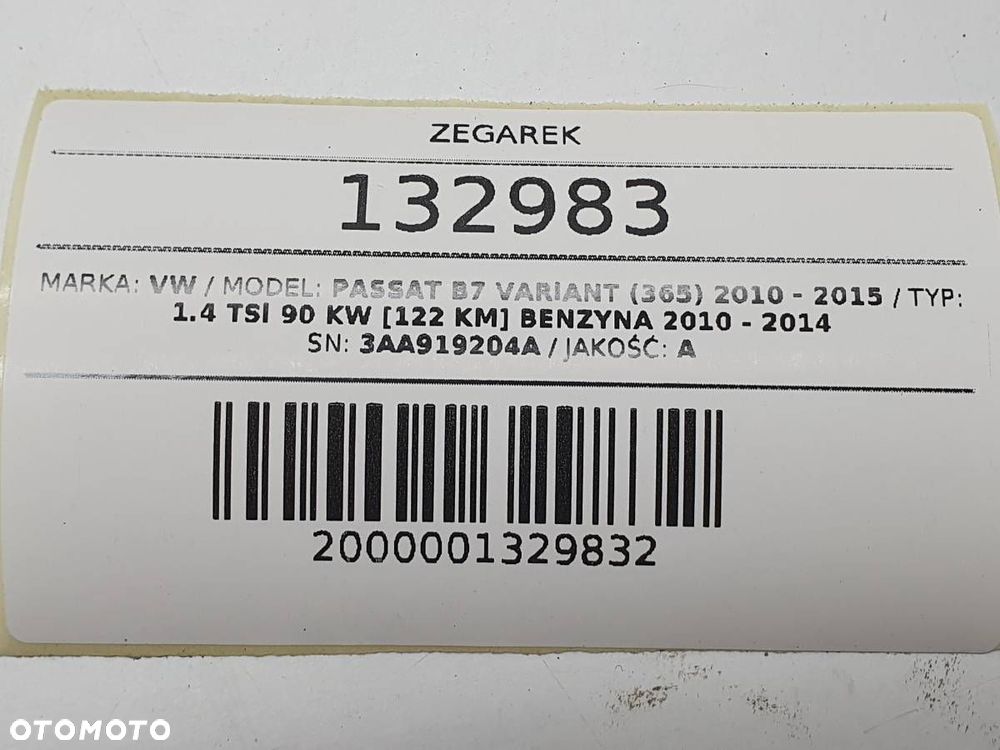 ZEGAREK
132983
MARKA: VW / MODEL: PASSAT B7 VARIANT (365) 2010 - 2015 / TYP:
1.4 TSI 90 KW [122 KM] BENZYNA 2010 - 2014
SN: 3AA919204A / JAKOŚĆ: A
2000001329832
OTOMOTO